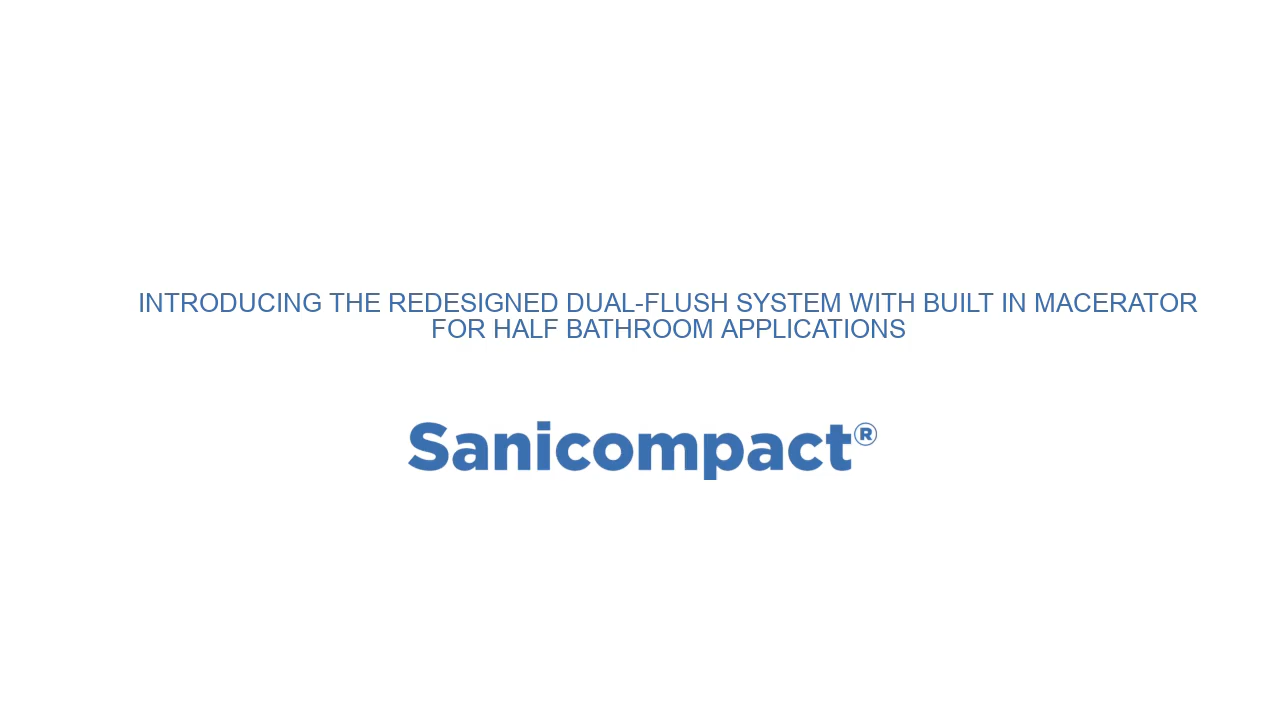 INTRODUCING THE REDESIGNED DUAL-FLUSH SYSTEM WITH BUILT IN MACERATOR
FOR HALF BATHROOM APPLICATIONS
Sanicompact®